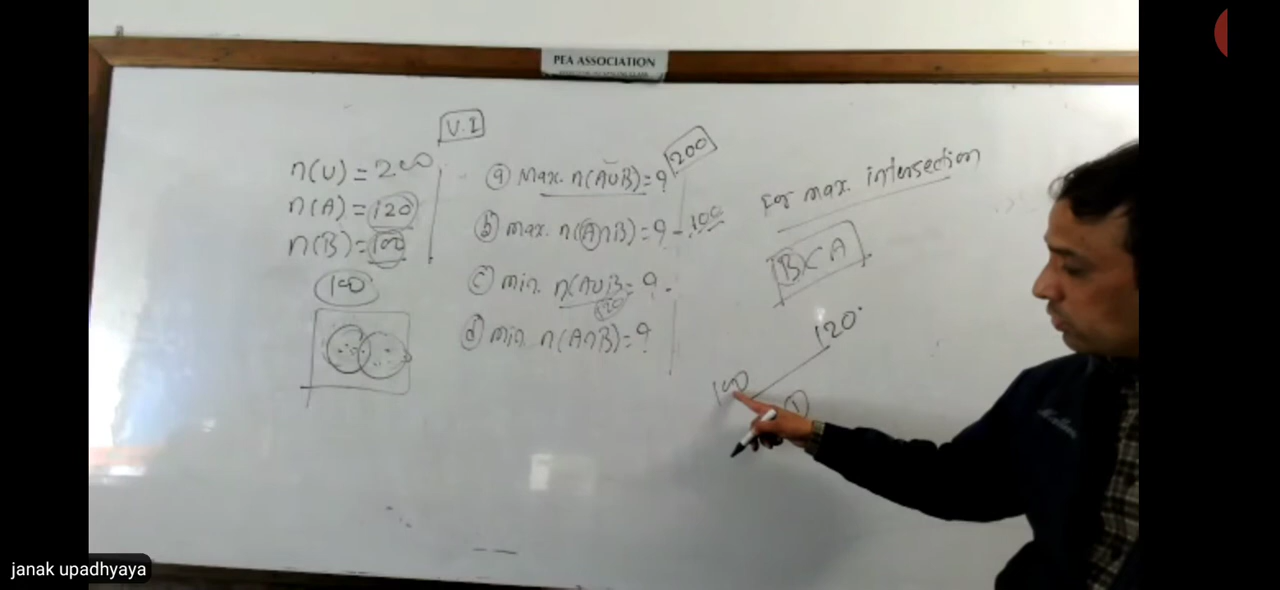 PEA ASSOCIATION
V.I
n(U) = 200
n(A) = 120
n(B) = 100
100
a Max. n(A∪B) = ? 200
b max. n(A∩B) = ? - 100
c min. n(A∪B = ?
d min n(A∩B) = ?
For max. intersection
B ⊂ A
120
100
1
janak upadhyaya